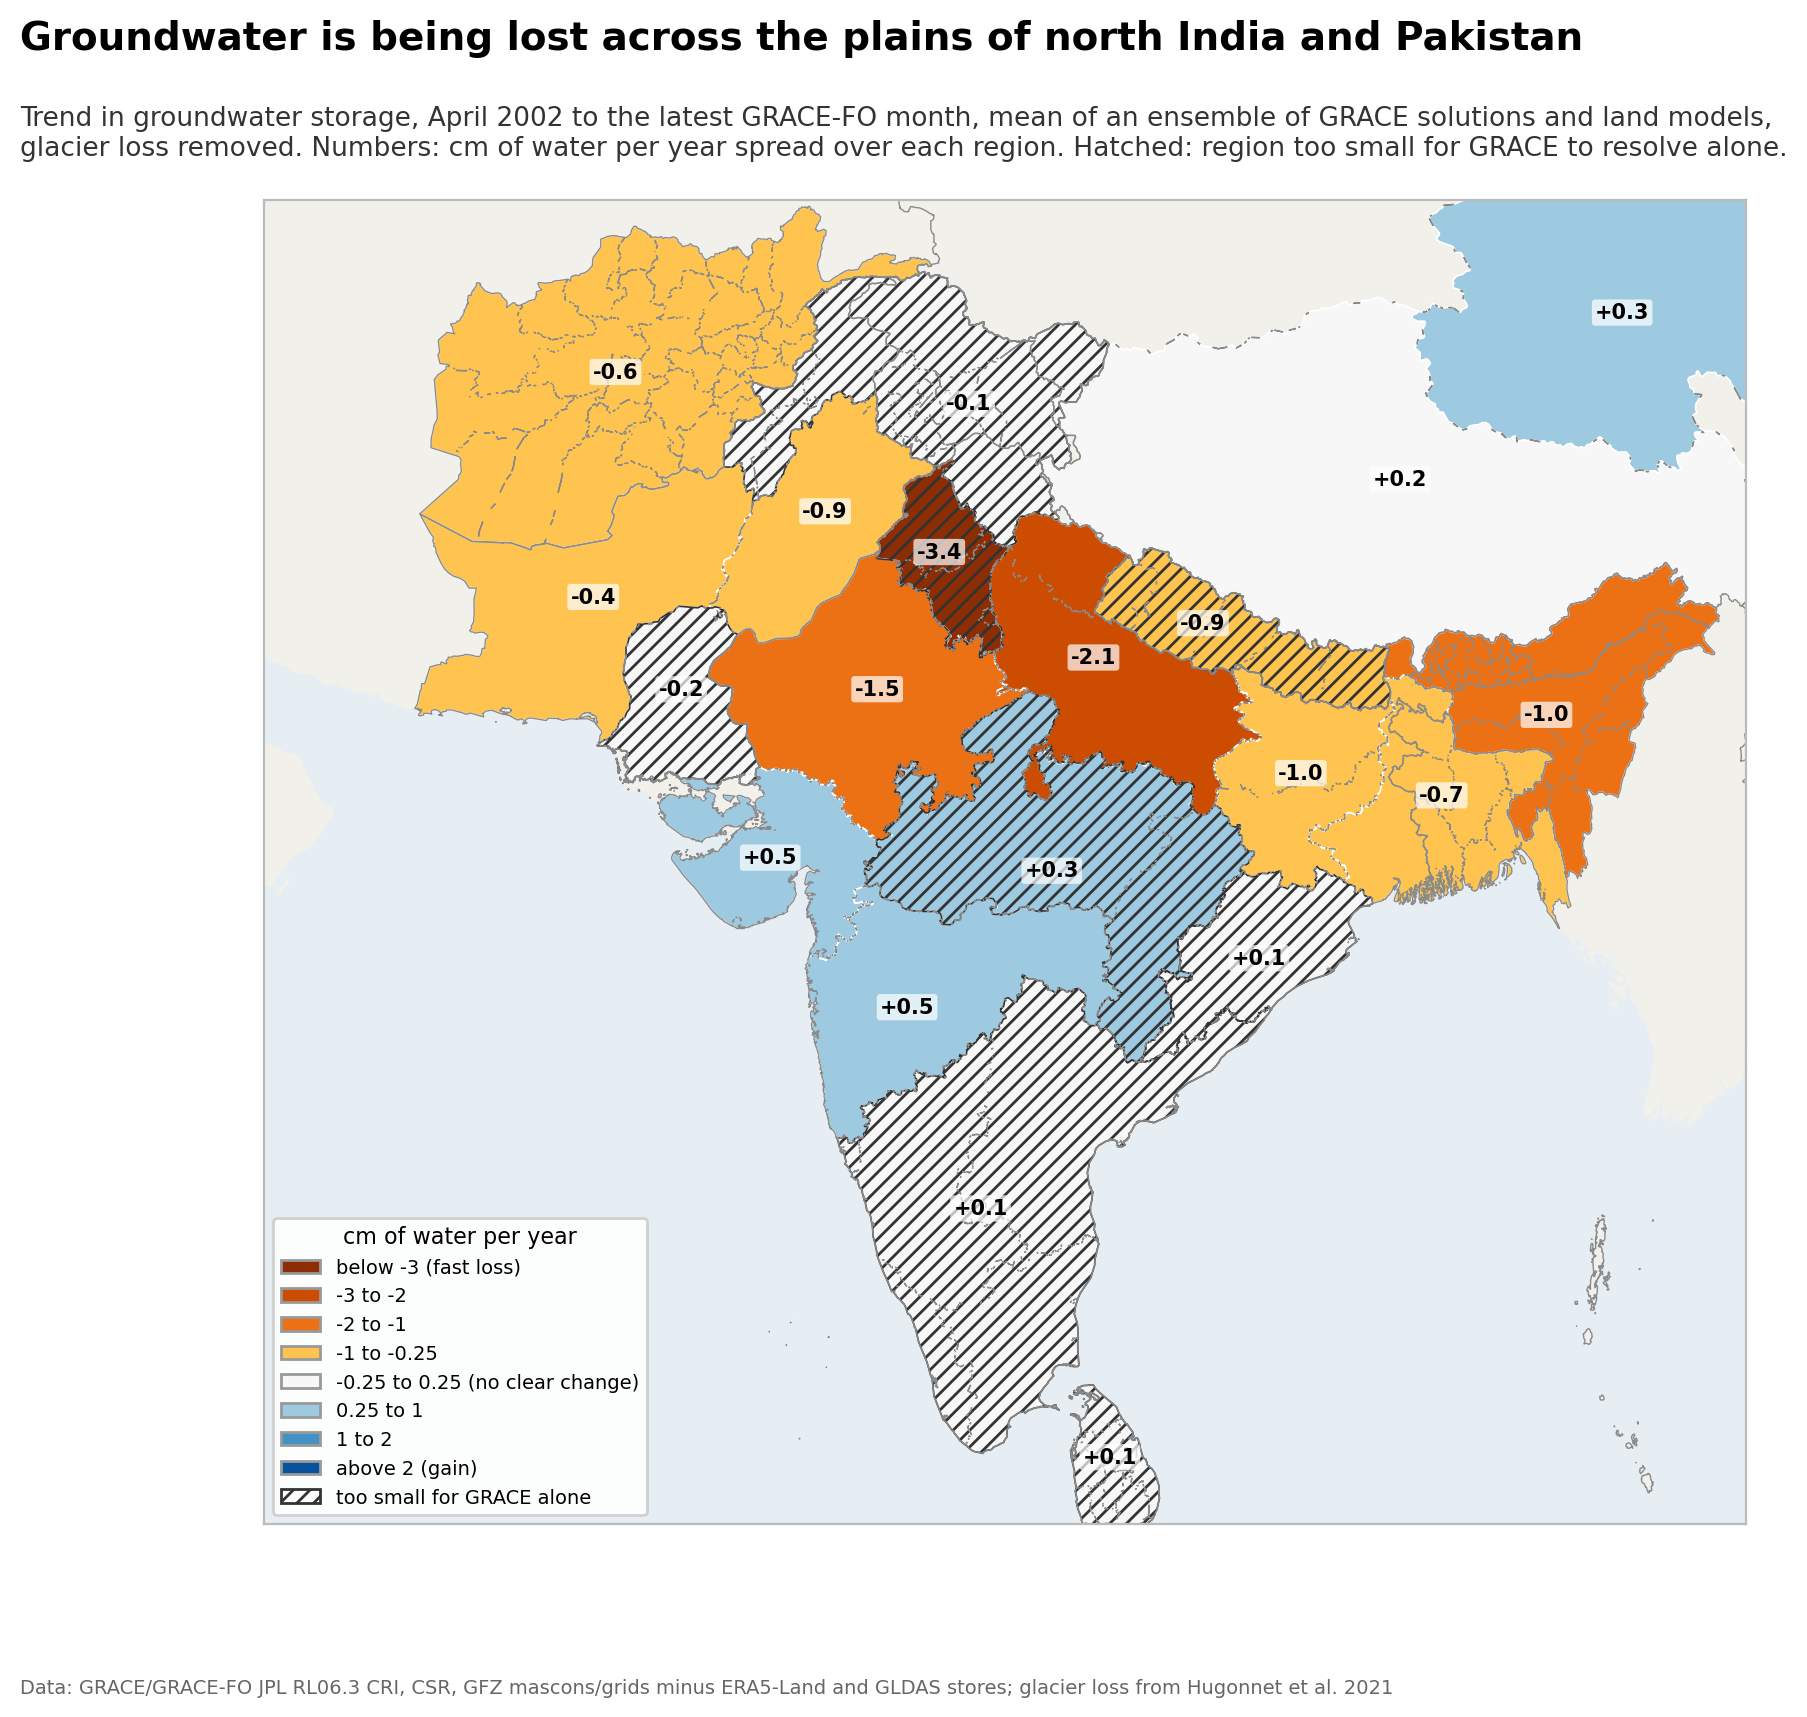 Groundwater is being lost across the plains of north India and Pakistan
Trend in groundwater storage, April 2002 to the latest GRACE-FO month, mean of an ensemble of GRACE solutions and land models,
glacier loss removed. Numbers: cm of water per year spread over each region. Hatched: region too small for GRACE to resolve alone.
+0.3
-0.6
-0.1
+0.2
-0.9
-3.4
-0.4
-0.9
-2.1
-0.2
-1.5
-1.0
-1.0
-0.7
+0.5
+0.3
+0.1
+0.5
+0.1
+0.1
cm of water per year
below -3 (fast loss)
-3 to -2
-2 to -1
-1 to -0.25
-0.25 to 0.25 (no clear change)
0.25 to 1
1 to 2
above 2 (gain)
too small for GRACE alone
Data: GRACE/GRACE-FO JPL RL06.3 CRI, CSR, GFZ mascons/grids minus ERA5-Land and GLDAS stores; glacier loss from Hugonnet et al. 2021